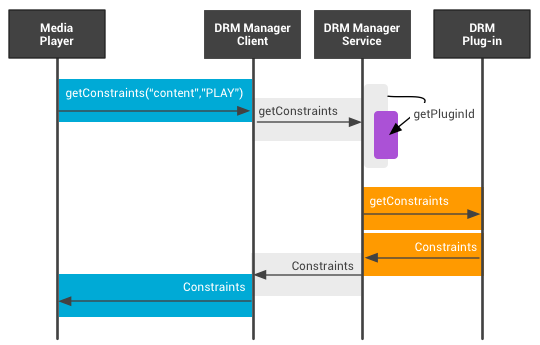 Media
Player
DRM Manager
Client
DRM Manager
Service
DRM
Plug-in
getConstraints("content","PLAY")
getConstraints
getPluginId
getConstraints
Constraints
Constraints
Constraints